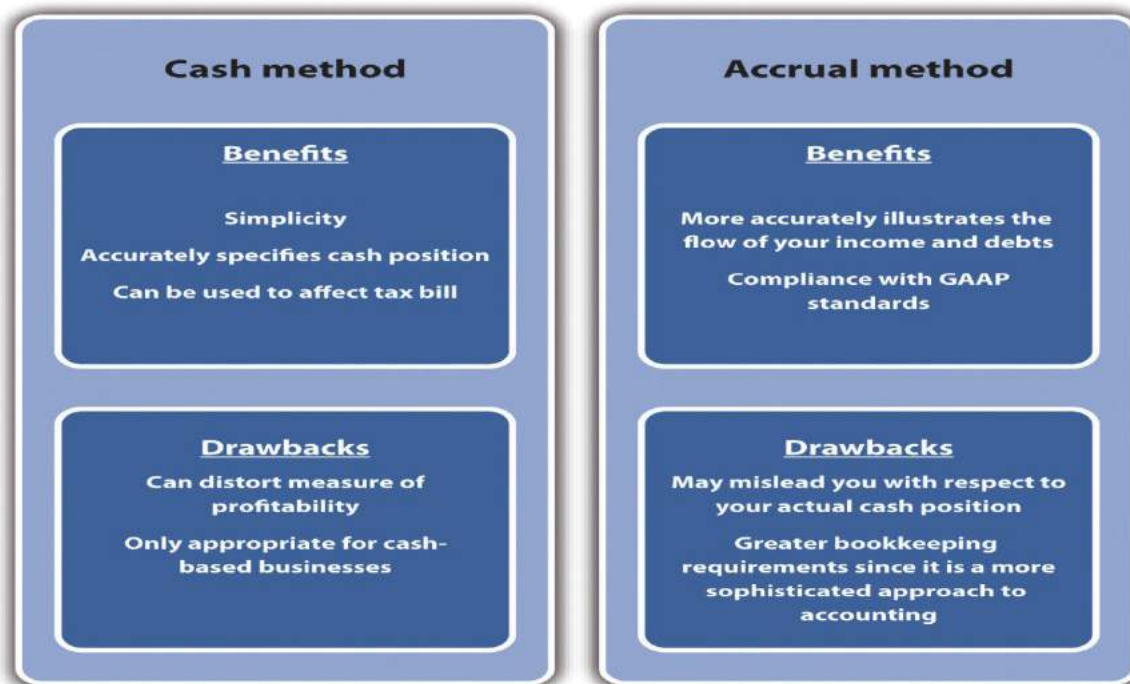 Cash method
Benefits
Simplicity
Accurately specifies cash position
Can be used to affect tax bill
Drawbacks
Can distort measure of
profitability
Only appropriate for cash-
based businesses
Accrual method
Benefits
More accurately illustrates the
flow of your income and debts
Compliance with GAAP
standards
Drawbacks
May mislead you with respect to
your actual cash position
Greater bookkeeping
requirements since it is a more
sophisticated approach to
accounting